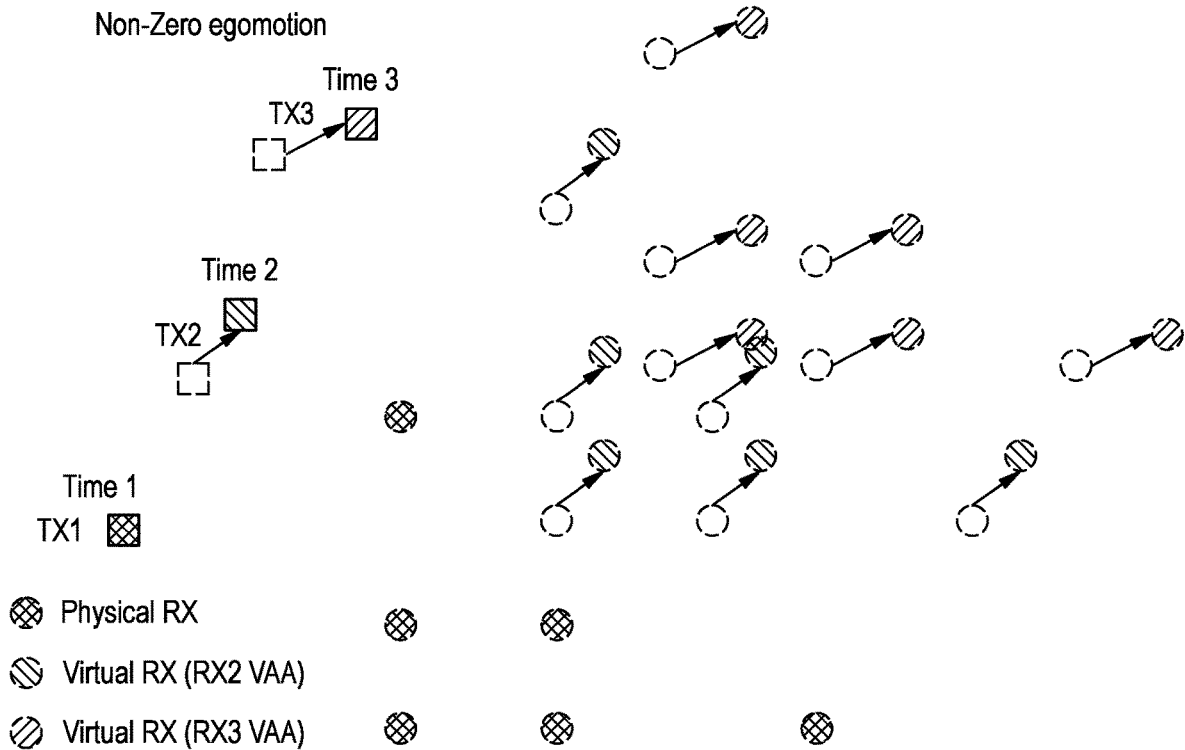 Non-Zero egomotion
Time 3
TX3
Time 2
TX2
Time 1
TX1
Physical RX
Virtual RX (RX2 VAA)
Virtual RX (RX3 VAA)